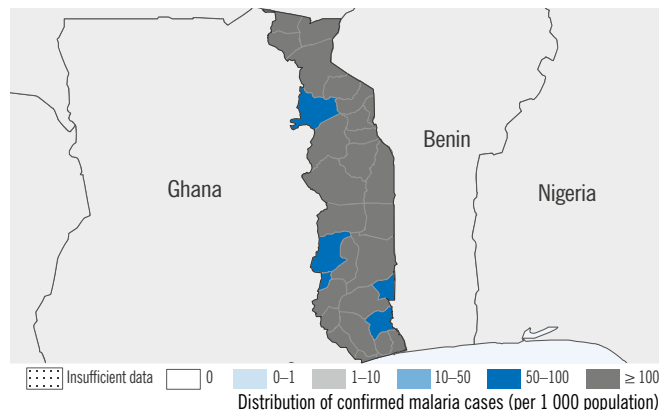 Benin
Ghana
Nigeria
Insufficient data 0 0–1 1–10 10–50 50–100 ≥ 100
Distribution of confirmed malaria cases (per 1 000 population)